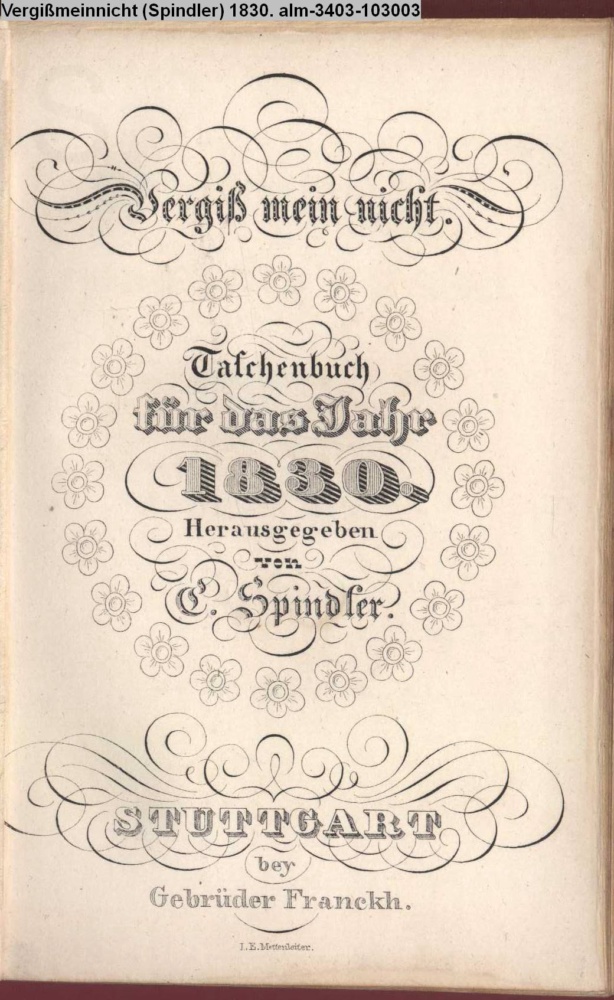 Vergißmeinnicht (Spindler) 1830. alm-3403-103003
Vergiß mein nicht.
Taschenbuch
für das Jahr
1830.
Herausgegeben
von
C. Spindler.
STUTTGART
bey
Gebrüder Franckh.
I. E. Mettenleiter.